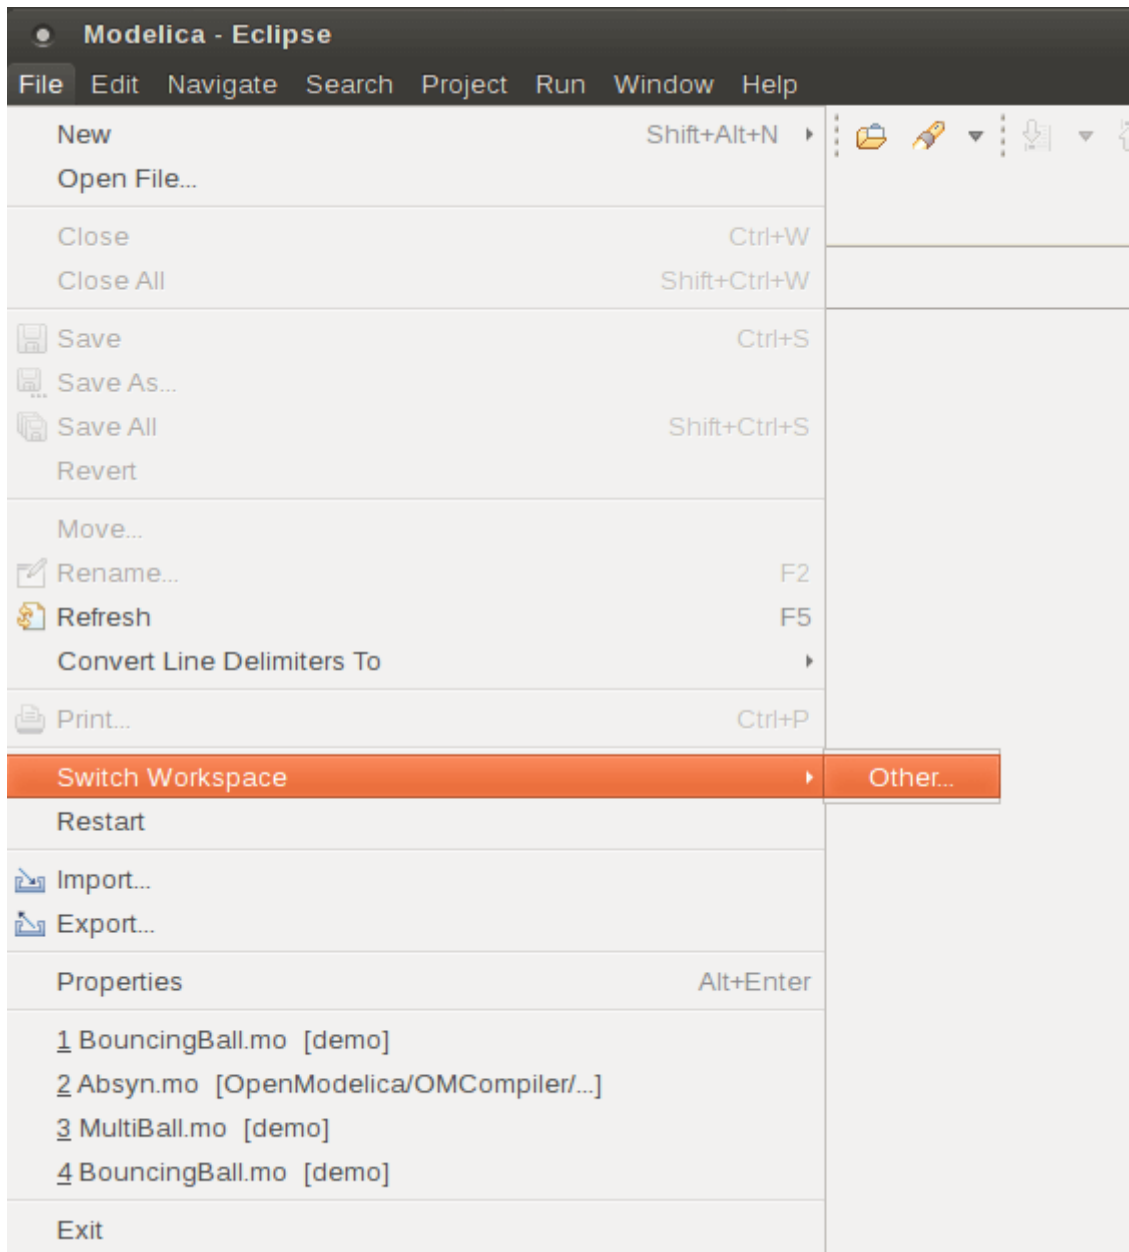 Modelica - Eclipse
File Edit Navigate Search Project Run Window Help
New Shift+Alt+N
Open File...
Close Ctrl+W
Close All Shift+Ctrl+W
Save Ctrl+S
Save As...
Save All Shift+Ctrl+S
Revert
Move...
Rename... F2
Refresh F5
Convert Line Delimiters To
Print... Ctrl+P
Switch Workspace Other...
Restart
Import...
Export...
Properties Alt+Enter
1 BouncingBall.mo [demo]
2 Absyn.mo [OpenModelica/OMCompiler/...]
3 MultiBall.mo [demo]
4 BouncingBall.mo [demo]
Exit